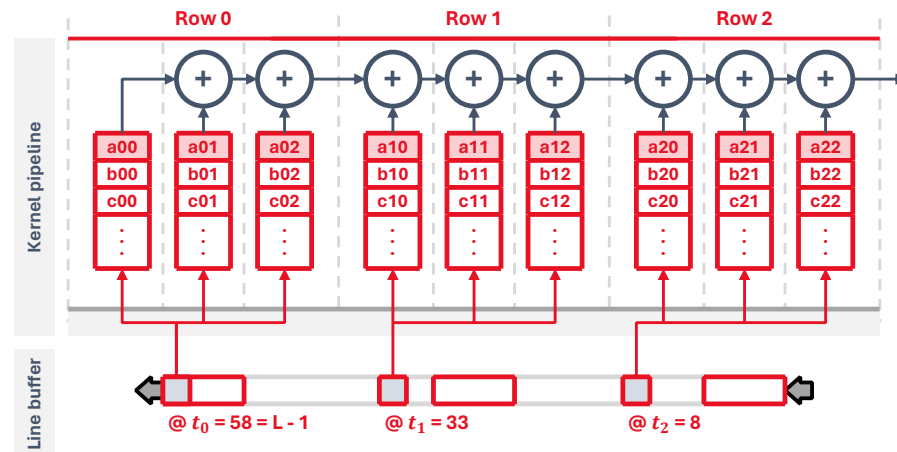 Row 0 Row 1 Row 2
Kernel pipeline
+ + + + + + + +
a00 a01 a02 a10 a11 a12 a20 a21 a22
b00 b01 b02 b10 b11 b12 b20 b21 b22
c00 c01 c02 c10 c11 c12 c20 c21 c22
⋮ ⋮ ⋮ ⋮ ⋮ ⋮ ⋮ ⋮ ⋮
Line buffer
@ t₀ = 58 = L - 1 @ t₁ = 33 @ t₂ = 8